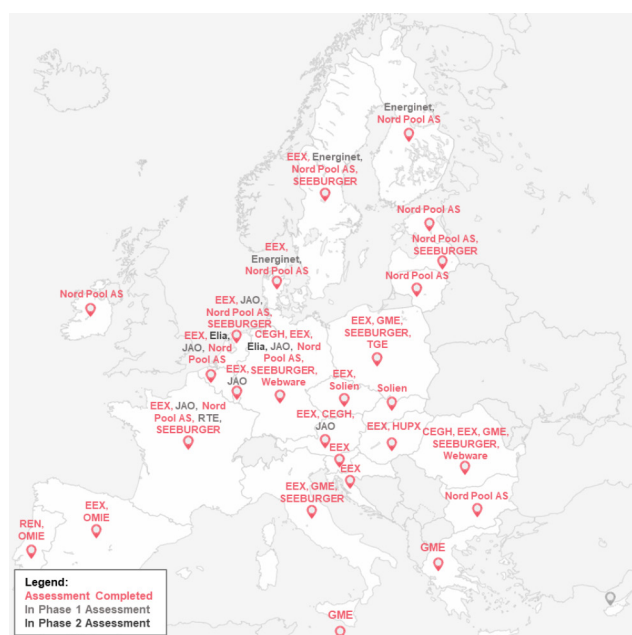 Energinet,
Nord Pool AS
EEX, Energinet,
Nord Pool AS,
SEEBURGER
Nord Pool AS
Nord Pool AS,
SEEBURGER
Nord Pool AS
EEX,
Energinet,
Nord Pool AS
Nord Pool AS
EEX, JAO,
Nord Pool AS,
SEEBURGER
EEX, Elia,
JAO, Nord
Pool AS
CEGH, EEX,
Elia, JAO, Nord
Pool AS,
SEEBURGER,
Webware
EEX, GME,
SEEBURGER,
TGE
EEX,
JAO
EEX,
Solien
Solien
EEX, JAO, Nord
Pool AS, RTE,
SEEBURGER
EEX, CEGH,
JAO
EEX, HUPX
CEGH, EEX, GME,
SEEBURGER,
Webware
EEX
EEX
EEX, GME,
SEEBURGER
Nord Pool AS
EEX,
OMIE
REN,
OMIE
GME
GME
Legend:
Assessment Completed
In Phase 1 Assessment
In Phase 2 Assessment